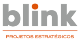 blink
PROJETOS ESTRATÉGICOS